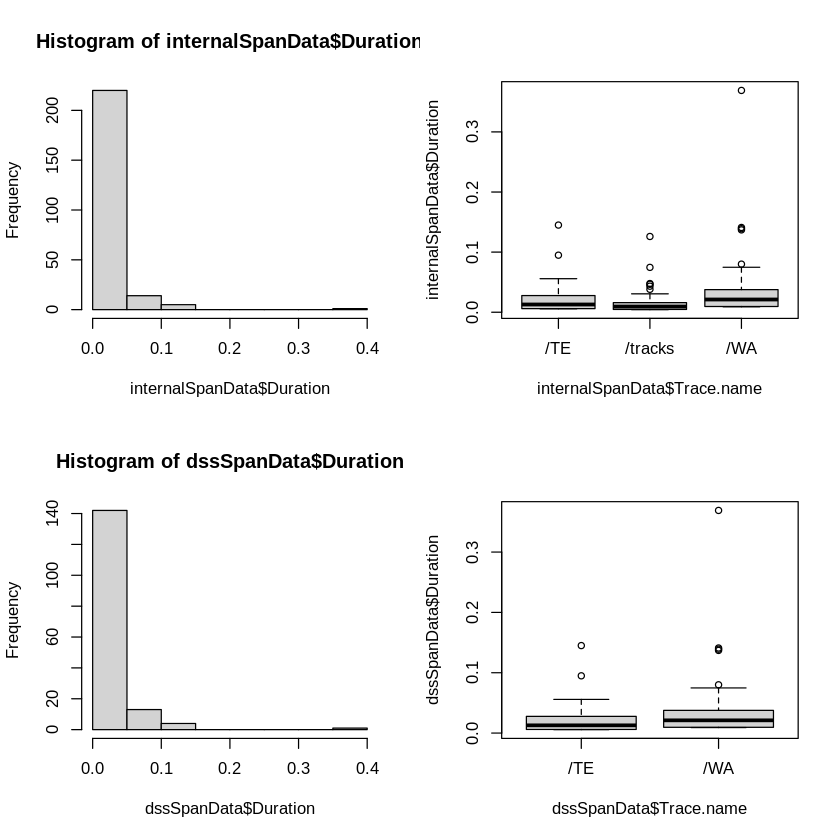 Histogram of internalSpanData$Duration
Frequency
0 50 100 150 200
0.0 0.1 0.2 0.3 0.4
internalSpanData$Duration
internalSpanData$Duration
0.0 0.1 0.2 0.3
/TE /tracks /WA
internalSpanData$Trace.name
Histogram of dssSpanData$Duration
Frequency
0 20 60 100 140
0.0 0.1 0.2 0.3 0.4
dssSpanData$Duration
dssSpanData$Duration
0.0 0.1 0.2 0.3
/TE /WA
dssSpanData$Trace.name